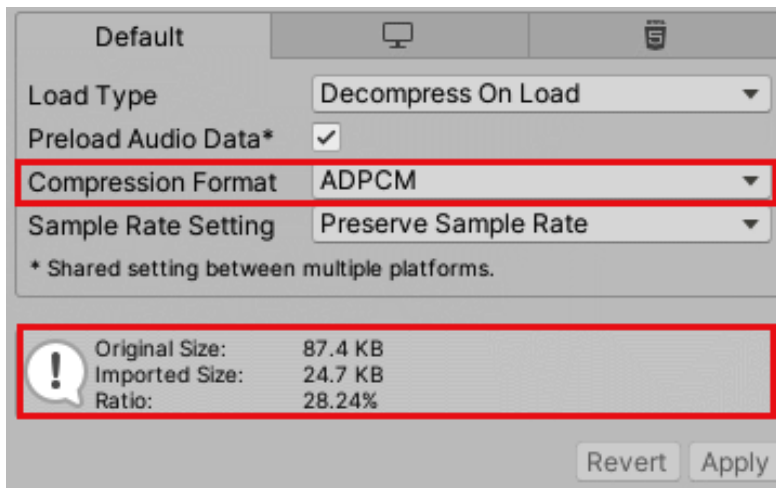 Default
Load Type Decompress On Load
Preload Audio Data*
Compression Format ADPCM
Sample Rate Setting Preserve Sample Rate
* Shared setting between multiple platforms.
Original Size: 87.4 KB
Imported Size: 24.7 KB
Ratio: 28.24%
Revert Apply